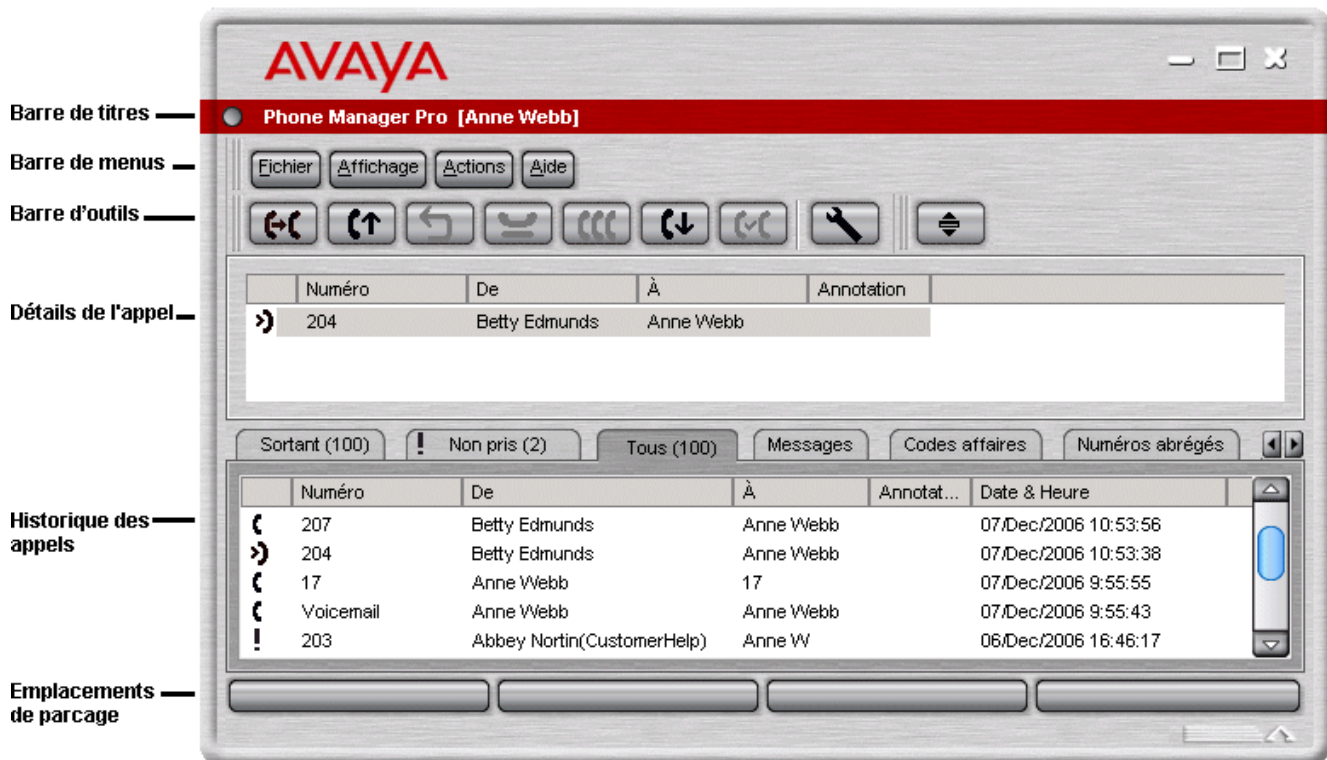 AVAYA
Barre de titres
Phone Manager Pro [Anne Webb]
Barre de menus
Fichier Affichage Actions Aide
Barre d'outils
Détails de l'appel
Numéro De À Annotation
204 Betty Edmunds Anne Webb
Sortant (100) ! Non pris (2) Tous (100) Messages Codes affaires Numéros abrégés
Historique des appels
Numéro De À Annotat... Date & Heure
207 Betty Edmunds Anne Webb 07/Dec/2006 10:53:56
204 Betty Edmunds Anne Webb 07/Dec/2006 10:53:38
17 Anne Webb 17 07/Dec/2006 9:55:55
Voicemail Anne Webb Anne Webb 07/Dec/2006 9:55:43
! 203 Abbey Nortin(CustomerHelp) Anne W 06/Dec/2006 16:46:17
Emplacements de parcage